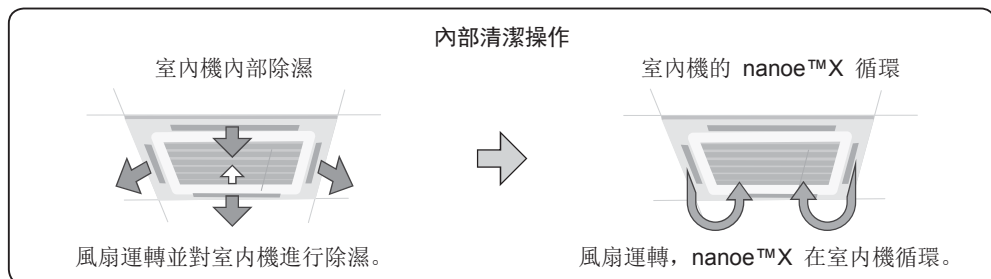 內部清潔操作
室內機內部除濕
室內機的 nanoe™X 循環
風扇運轉並對室內機進行除濕。
風扇運轉，nanoe™X 在室內機循環。